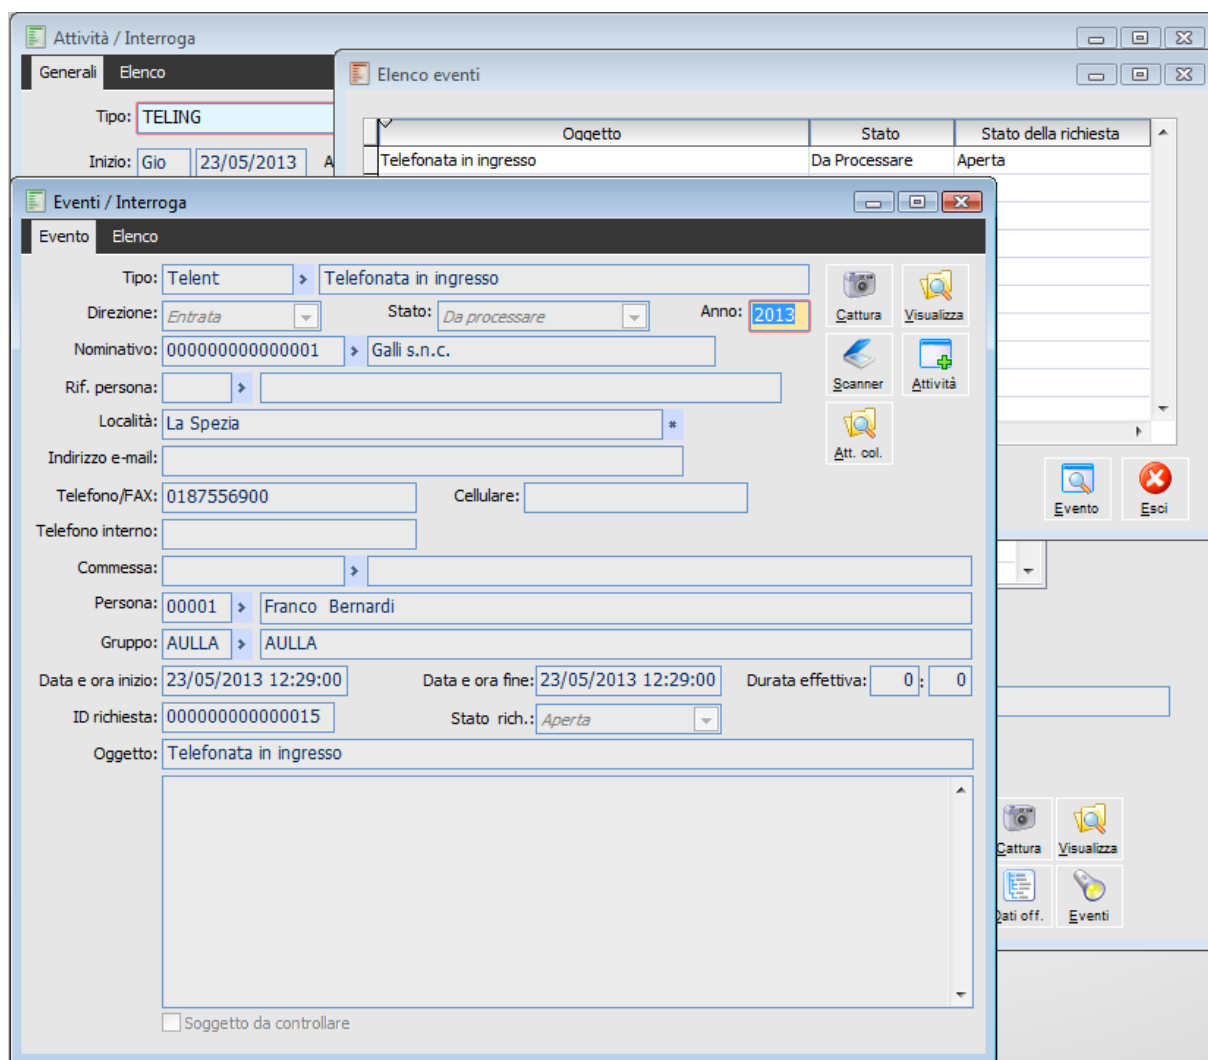 Attività / Interroga
Generali Elenco
Tipo: TELING
Inizio: Gio 23/05/2013 A
Elenco eventi
Oggetto Stato Stato della richiesta
Telefonata in ingresso Da Processare Aperta
Evento Esci
Eventi / Interroga
Evento Elenco
Tipo: Telent Telefonata in ingresso
Direzione: Entrata Stato: Da processare Anno: 2013
Cattura Visualizza
Nominativo: 000000000000001 Galli s.n.c.
Rif. persona:
Scanner Attività
Località: La Spezia *
Att. col.
Indirizzo e-mail:
Telefono/FAX: 0187556900 Cellulare:
Telefono interno:
Commessa:
Persona: 00001 Franco Bernardi
Gruppo: AULLA AULLA
Data e ora inizio: 23/05/2013 12:29:00 Data e ora fine: 23/05/2013 12:29:00 Durata effettiva: 0 : 0
ID richiesta: 000000000000015 Stato rich.: Aperta
Oggetto: Telefonata in ingresso
Soggetto da controllare
Cattura Visualizza
Dati off. Eventi